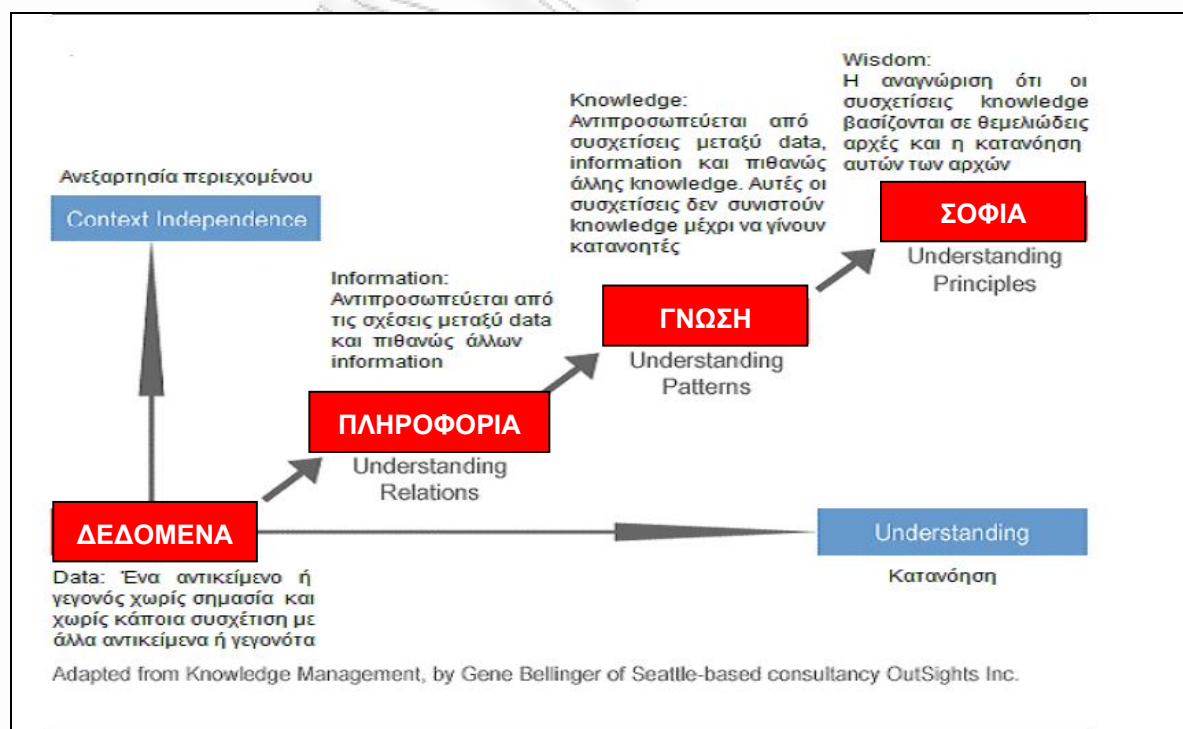 Wisdom:
Η αναγνώριση ότι οι
συσχετίσεις knowledge
βασίζονται σε θεμελιώδεις
αρχές και η κατανόηση
αυτών των αρχών
ΣΟΦΙΑ
Understanding
Principles
Knowledge:
Αντιπροσωπεύεται από
συσχετίσεις μεταξύ data,
information και πιθανώς
άλλης knowledge. Αυτές οι
συσχετίσεις δεν συνιστούν
knowledge μέχρι να γίνουν
κατανοητές
ΓΝΩΣΗ
Understanding
Patterns
Ανεξαρτησία περιεχομένου
Context Independence
Information:
Αντιπροσωπεύεται από
τις σχέσεις μεταξύ data
και πιθανώς άλλων
information
ΠΛΗΡΟΦΟΡΙΑ
Understanding
Relations
ΔΕΔΟΜΕΝΑ
Understanding
Κατανόηση
Data: Ένα αντικείμενο ή
γεγονός χωρίς σημασία και
χωρίς κάποια συσχέτιση με
άλλα αντικείμενα ή γεγονότα
Adapted from Knowledge Management, by Gene Bellinger of Seattle-based consultancy OutSights Inc.